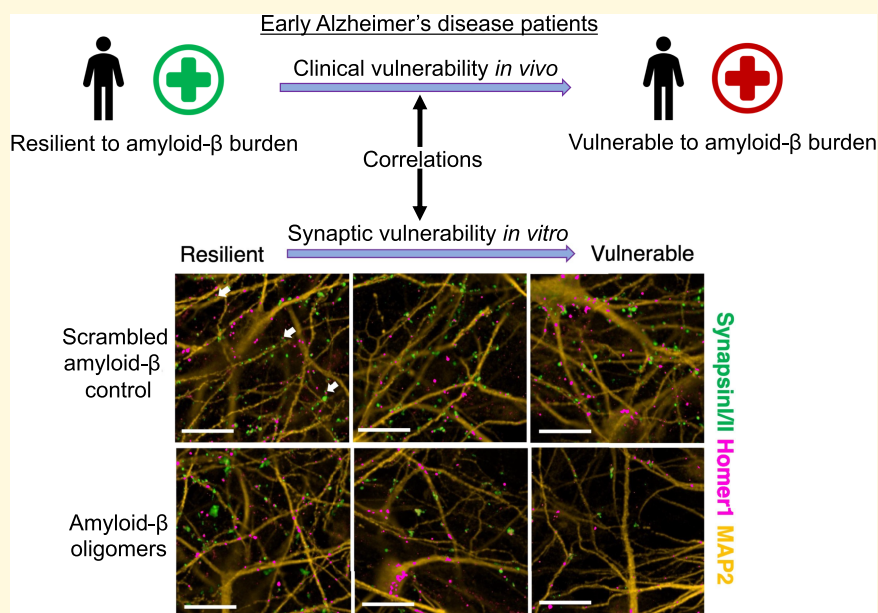 Early Alzheimer's disease patients
Clinical vulnerability in vivo
Resilient to amyloid-β burden
Vulnerable to amyloid-β burden
Correlations
Synaptic vulnerability in vitro
Resilient
Vulnerable
Scrambled
amyloid-β
control
Amyloid-β
oligomers
SynapsinI/II Homer1 MAP2